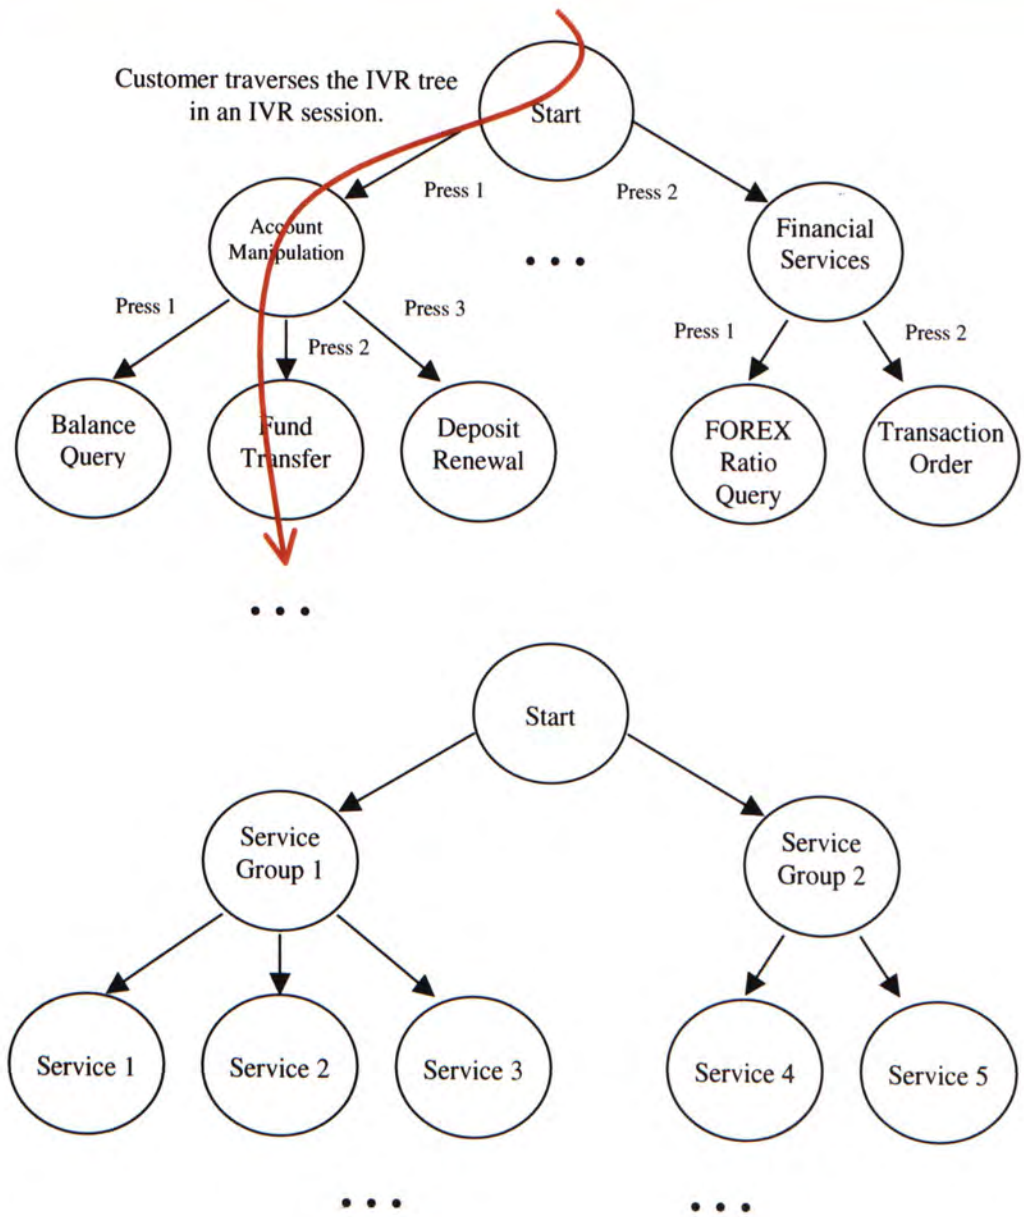 Customer traverses the IVR tree
in an IVR session.
Start
Press 1
Press 2
Account
Manipulation
• • •
Financial
Services
Press 1
Press 2
Press 3
Press 1
Press 2
Balance
Query
Fund
Transfer
Deposit
Renewal
FOREX
Ratio
Query
Transaction
Order
• • •
Start
Service
Group 1
Service
Group 2
Service 1
Service 2
Service 3
Service 4
Service 5
• • •
• • •